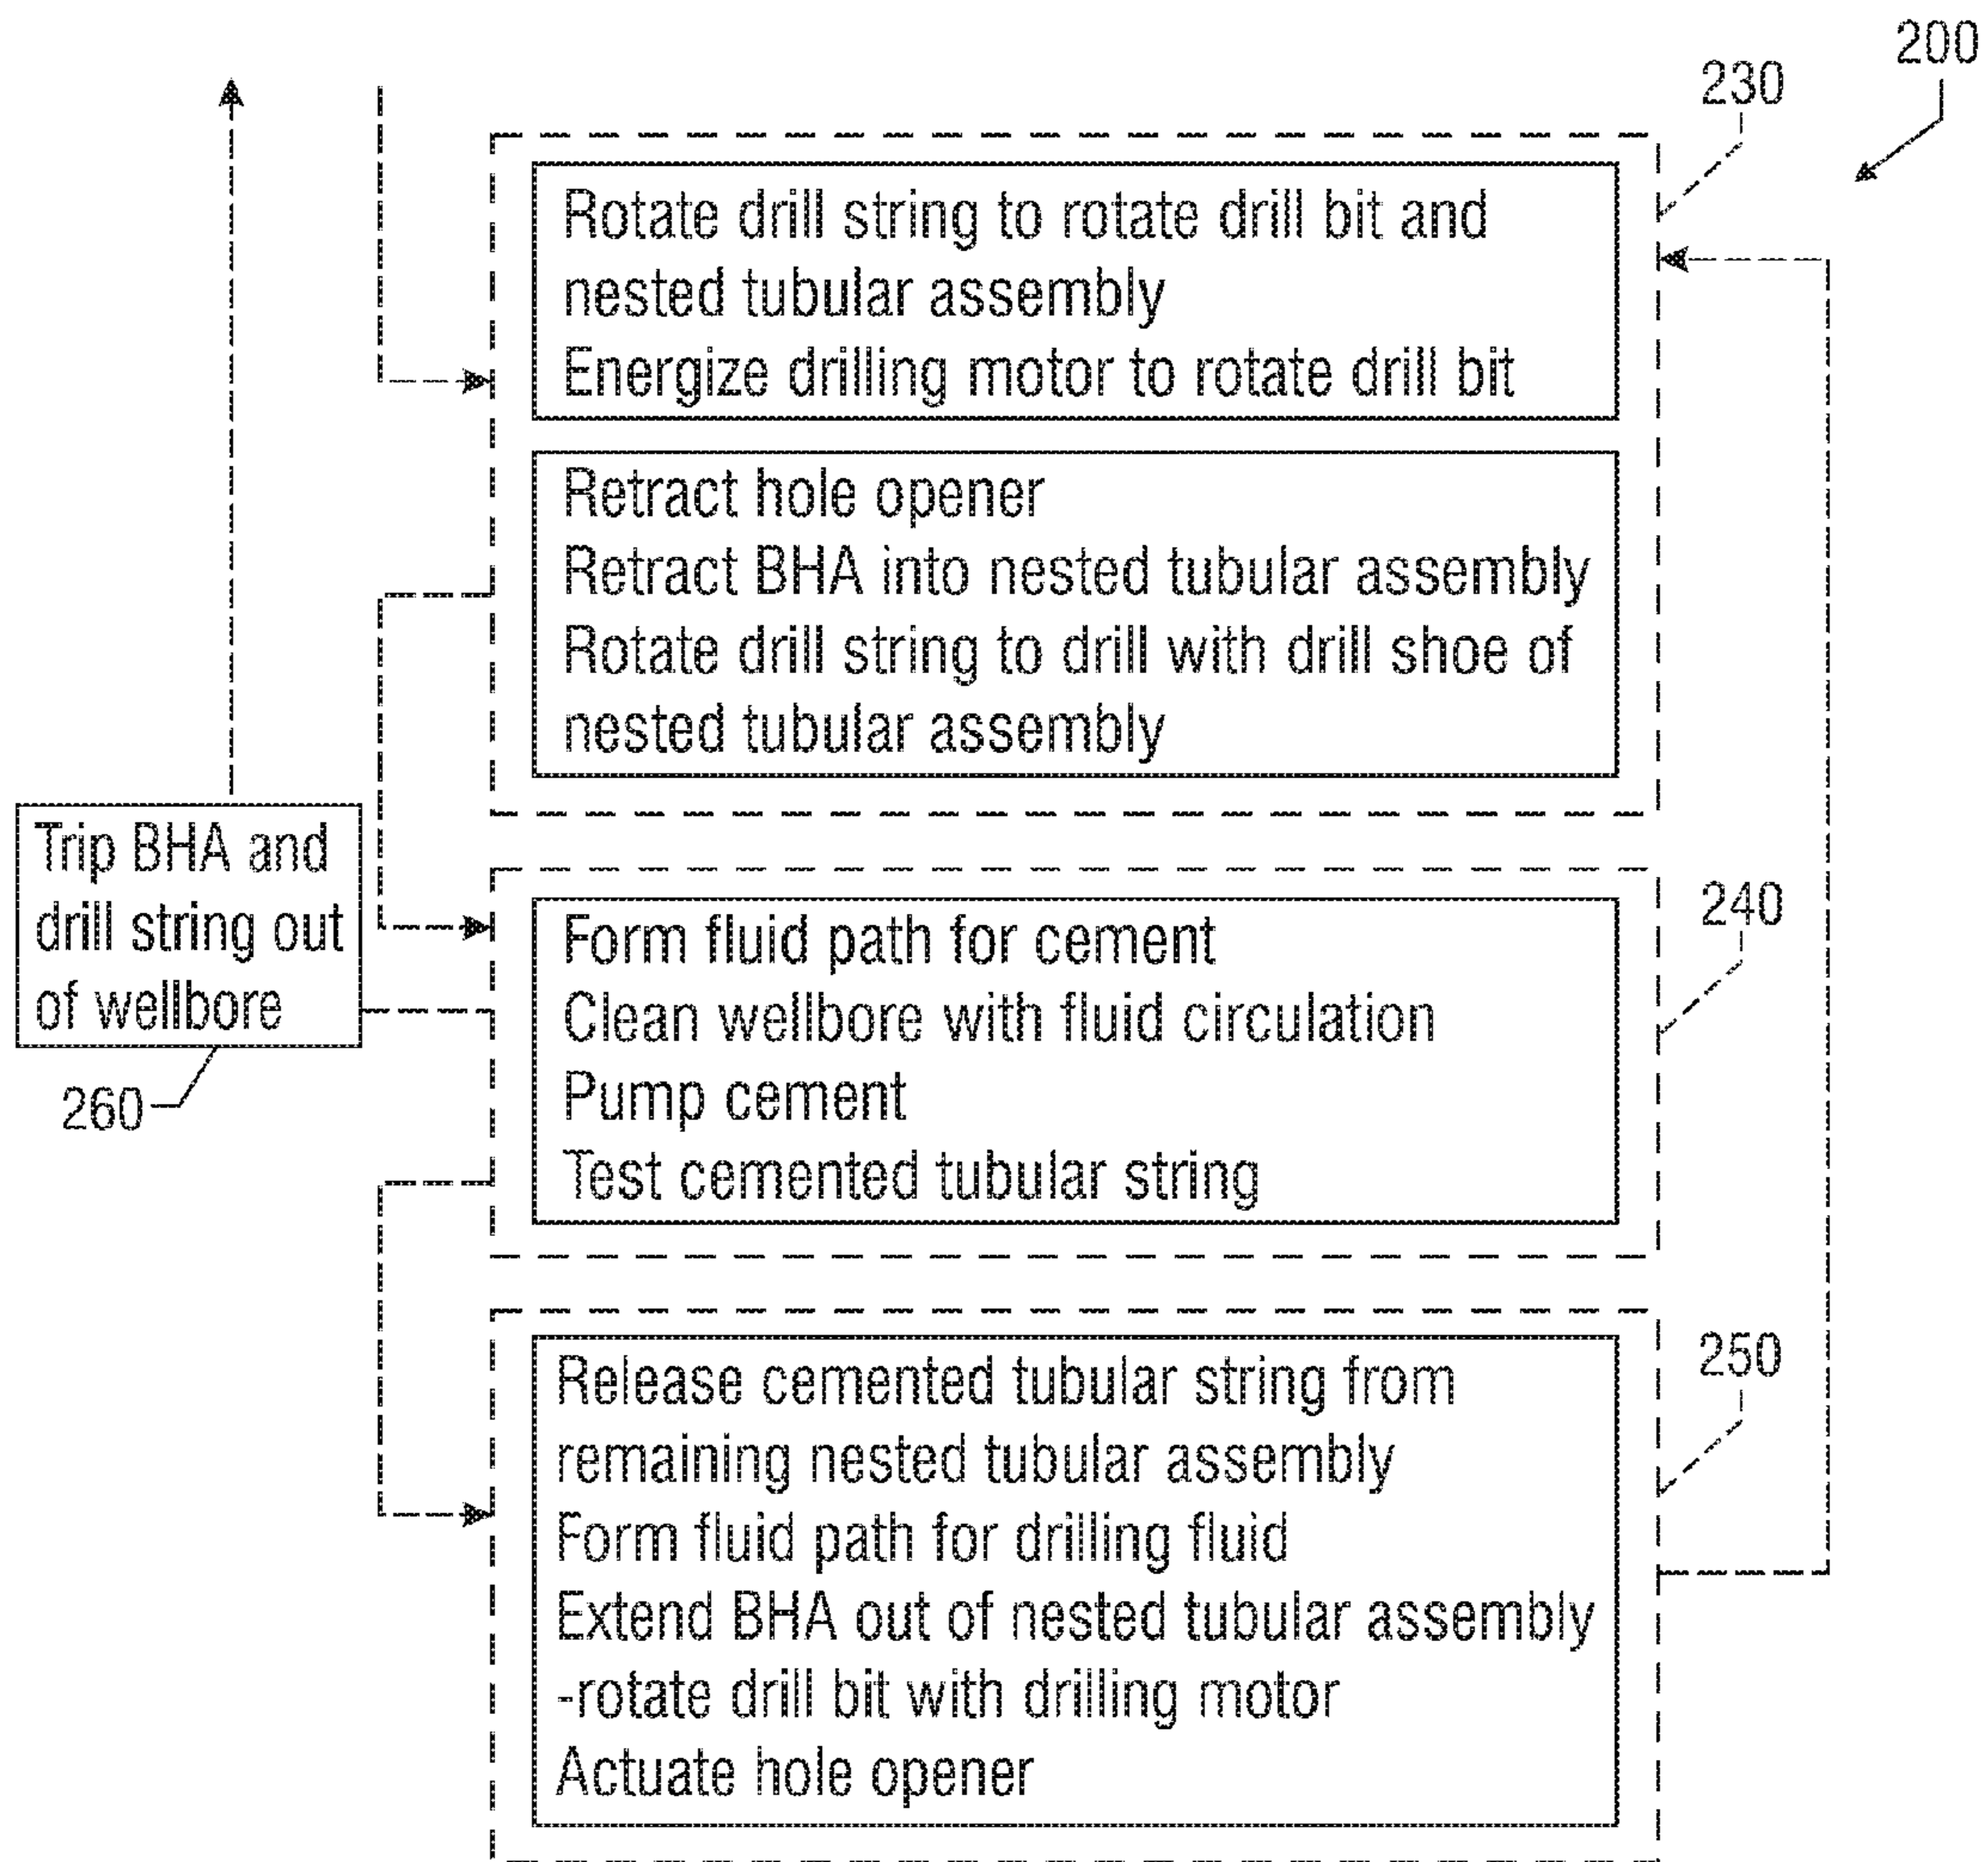 200
230
Rotate drill string to rotate drill bit and
nested tubular assembly
Energize drilling motor to rotate drill bit
Retract hole opener
Retract BHA into nested tubular assembly
Rotate drill string to drill with drill shoe of
nested tubular assembly
Trip BHA and
drill string out
of wellbore
260
240
Form fluid path for cement
Clean wellbore with fluid circulation
Pump cement
Test cemented tubular string
250
Release cemented tubular string from
remaining nested tubular assembly
Form fluid path for drilling fluid
Extend BHA out of nested tubular assembly
-rotate drill bit with drilling motor
Actuate hole opener